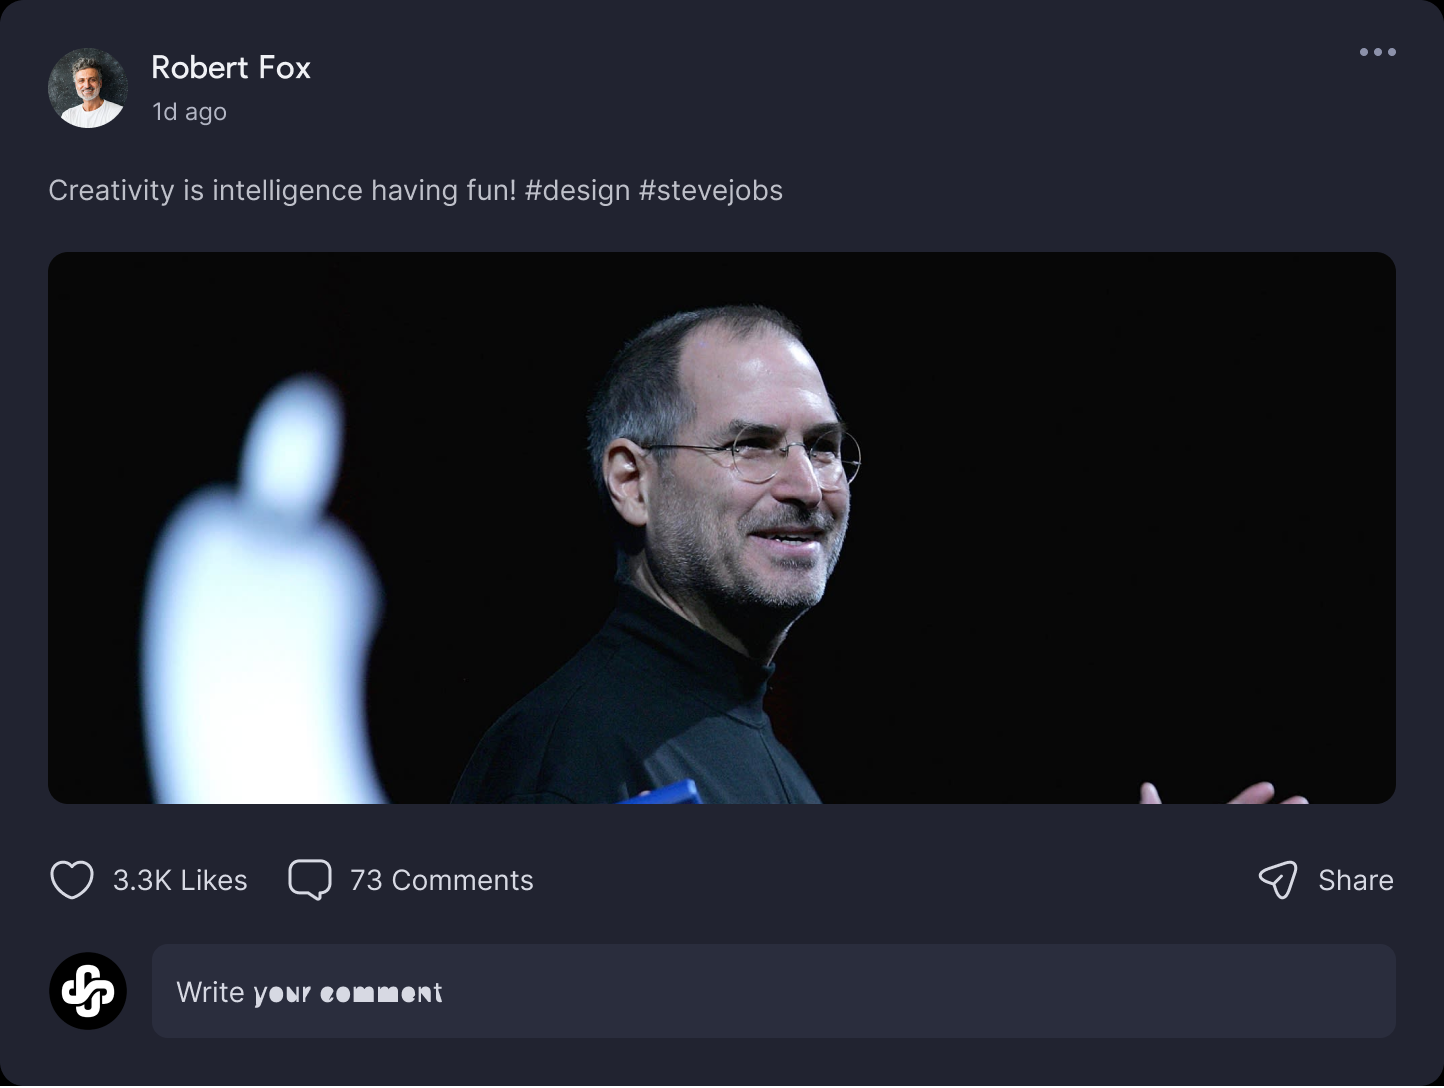 Robert Fox
1d ago
Creativity is intelligence having fun! #design #stevejobs
3.3K Likes
73 Comments
Share
Write your comment